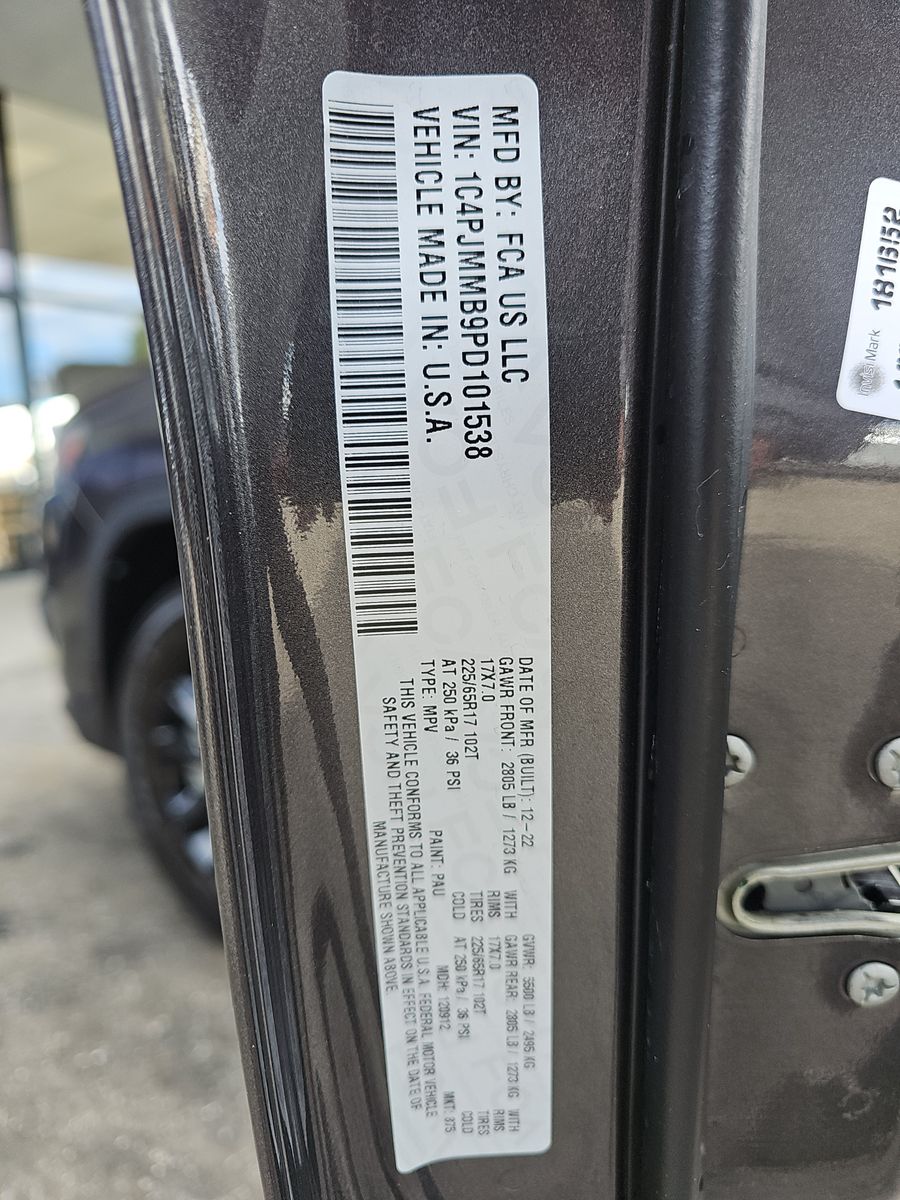 MFD BY: FCA US LLC
VIN: 1C4PJMMB9PD101538
VEHICLE MADE IN: U.S.A.
DATE OF MFR (BUILT): 12-22 GVWR: 5500 LB / 2495 KG
GAWR FRONT: 2805 LB / 1273 KG WITH GAWR REAR: 2805 LB / 1273 KG WITH
17X7.0 RIMS 17X7.0 RIMS
225/65R17 102T TIRES 225/65R17 102T TIRES
AT 250 kPa / 36 PSI COLD AT 250 kPa / 36 PSI COLD
TYPE: MPV PAINT: PAU MDH: 120912 MKT: 875
THIS VEHICLE CONFORMS TO ALL APPLICABLE U.S.A. FEDERAL MOTOR VEHICLE
SAFETY AND THEFT PREVENTION STANDARDS IN EFFECT ON THE DATE OF
MANUFACTURE SHOWN ABOVE.
Mark